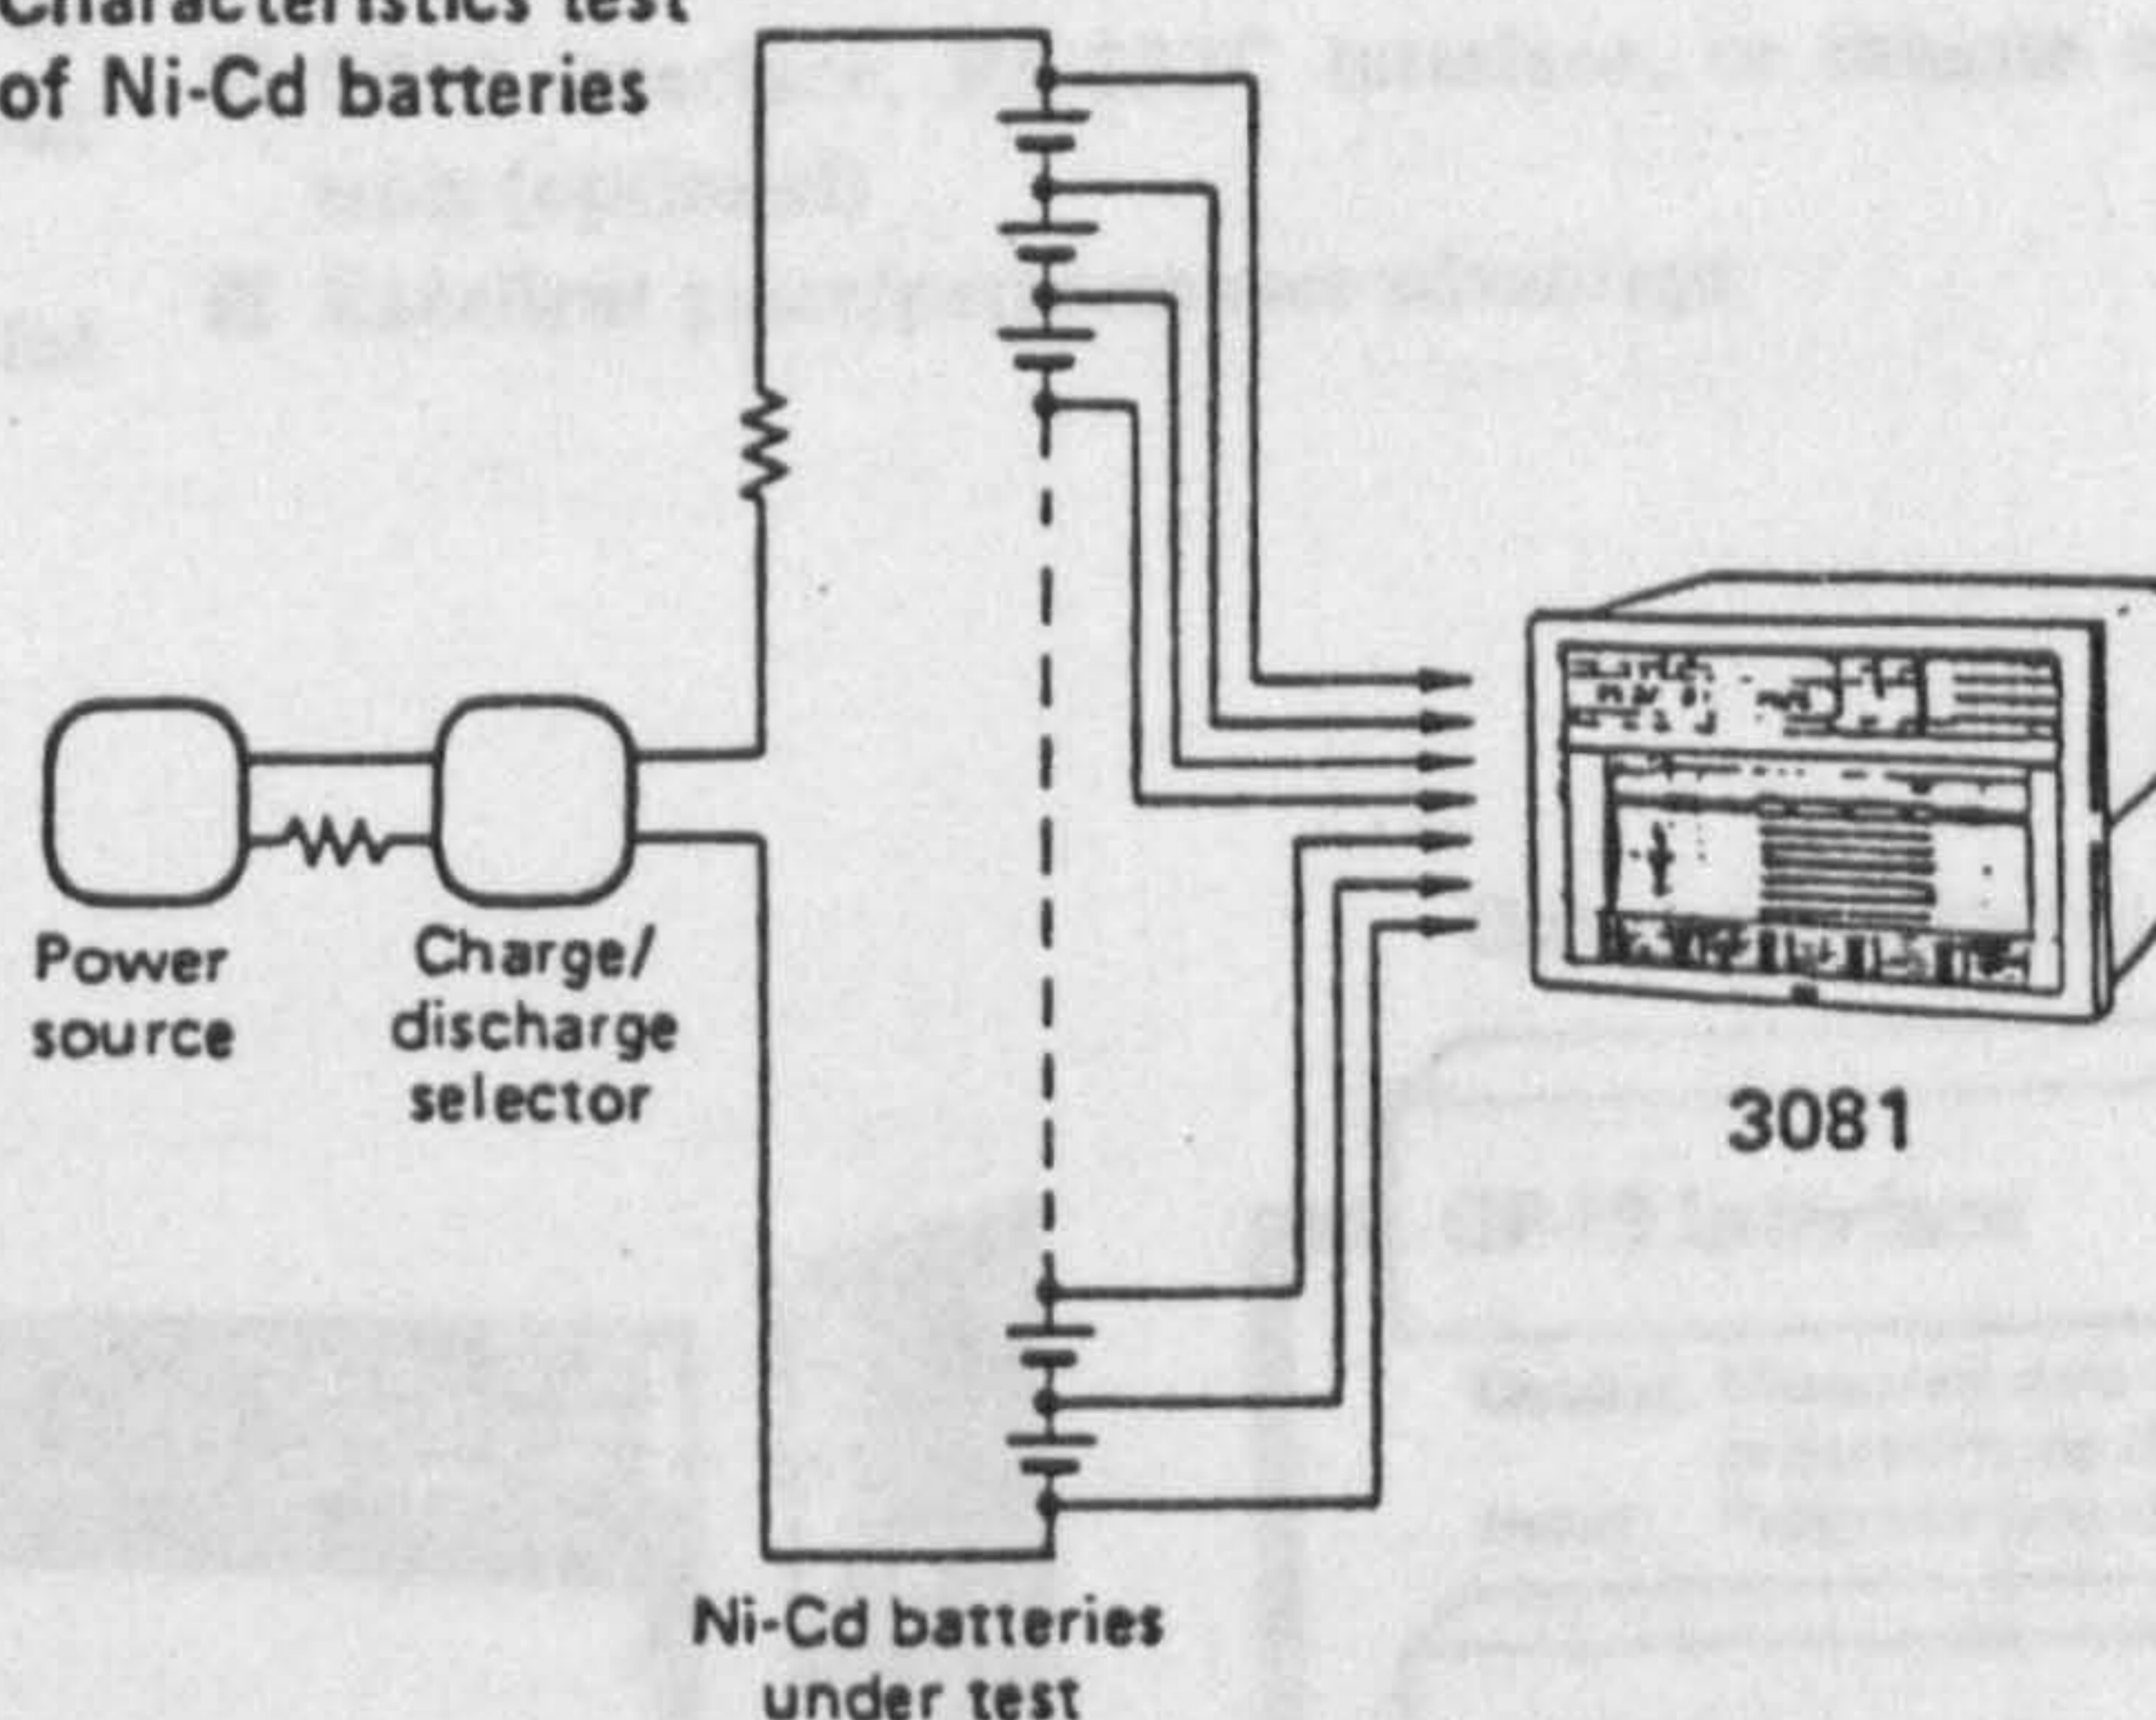 Characteristics test
of Ni-Cd batteries
Power
source
Charge/
discharge
selector
3081
Ni-Cd batteries
under test